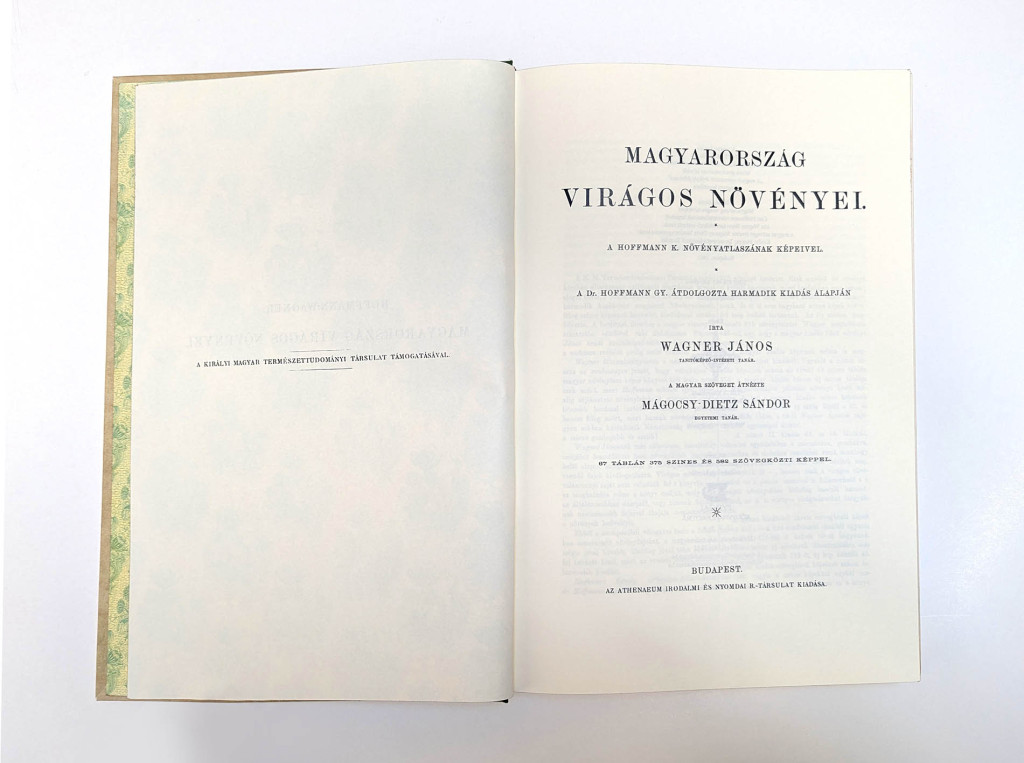 A KIRÁLYI MAGYAR TERMÉSZETTUDOMÁNYI TÁRSULAT TÁMOGATÁSÁVAL.
MAGYARORSZÁG
VIRÁGOS NÖVÉNYEI.
A HOFFMANN K. NÖVÉNYATLASZÁNAK KÉPEIVEL.
A Dr. HOFFMANN GY. ÁTDOLGOZTA HARMADIK KIADÁS ALAPJÁN
IRTA
WAGNER JÁNOS
TANITÓKÉPZŐ-INTÉZETI TANÁR.
A MAGYAR SZÖVEGET ÁTNÉZTE
MÁGOCSY-DIETZ SÁNDOR
EGYETEMI TANÁR.
67 TÁBLÁN 375 SZINES ÉS 382 SZÖVEGKÖZTI KÉPPEL.
BUDAPEST.
AZ ATHENAEUM IRODALMI ÉS NYOMDAI R.-TÁRSULAT KIADÁSA.